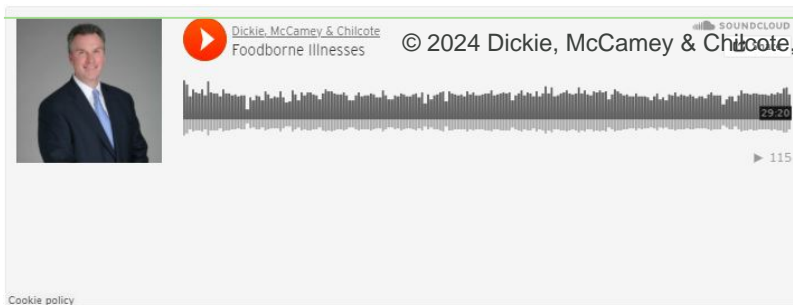 Dickie, McCamey & Chilcote
SOUNDCLOUD
Foodborne Illnesses
© 2024 Dickie, McCamey & Chilcote,
29:20
115
Cookie policy